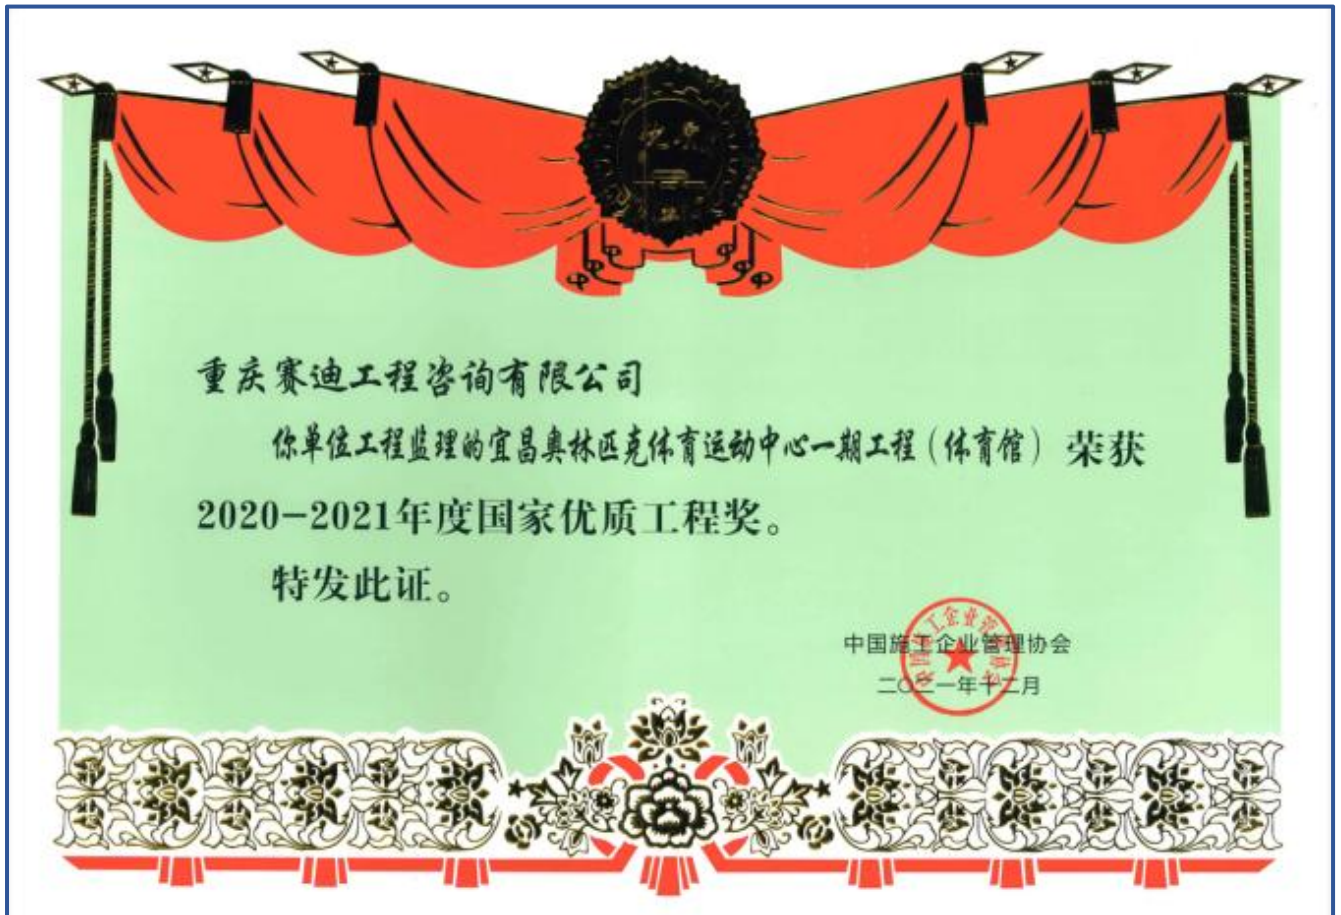 重庆赛迪工程咨询有限公司
你单位工程监理的宜昌奥林匹克体育运动中心一期工程（体育馆）荣获
2020-2021年度国家优质工程奖。
特发此证。
中国施工企业管理协会
二〇二一年十二月